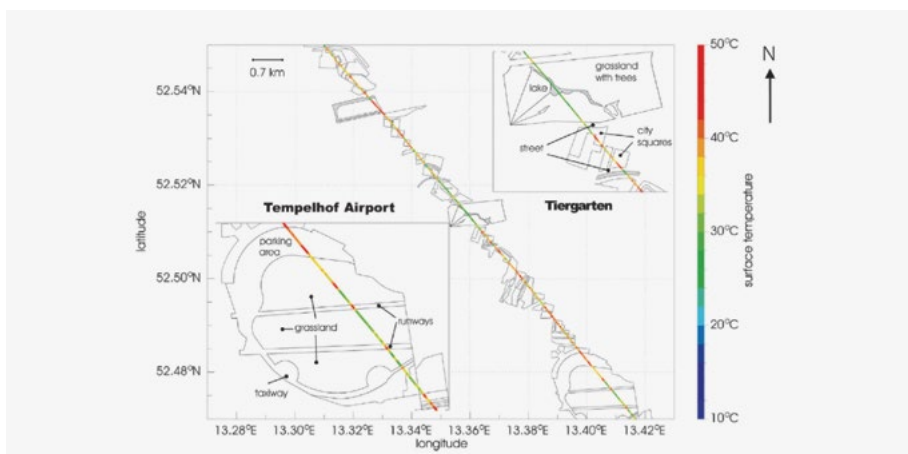 50°C
N
0.7 km
grassland
with trees
52.54°N
lake
40°C
city
squares
street
52.52°N
Tempelhof Airport
Tiergarten
30°C
surface temperature
parking
area
latitude
52.50°N
grassland
runways
20°C
52.48°N
taxiway
10°C
13.28°E 13.30°E 13.32°E 13.34°E 13.36°E 13.38°E 13.40°E 13.42°E
longitude